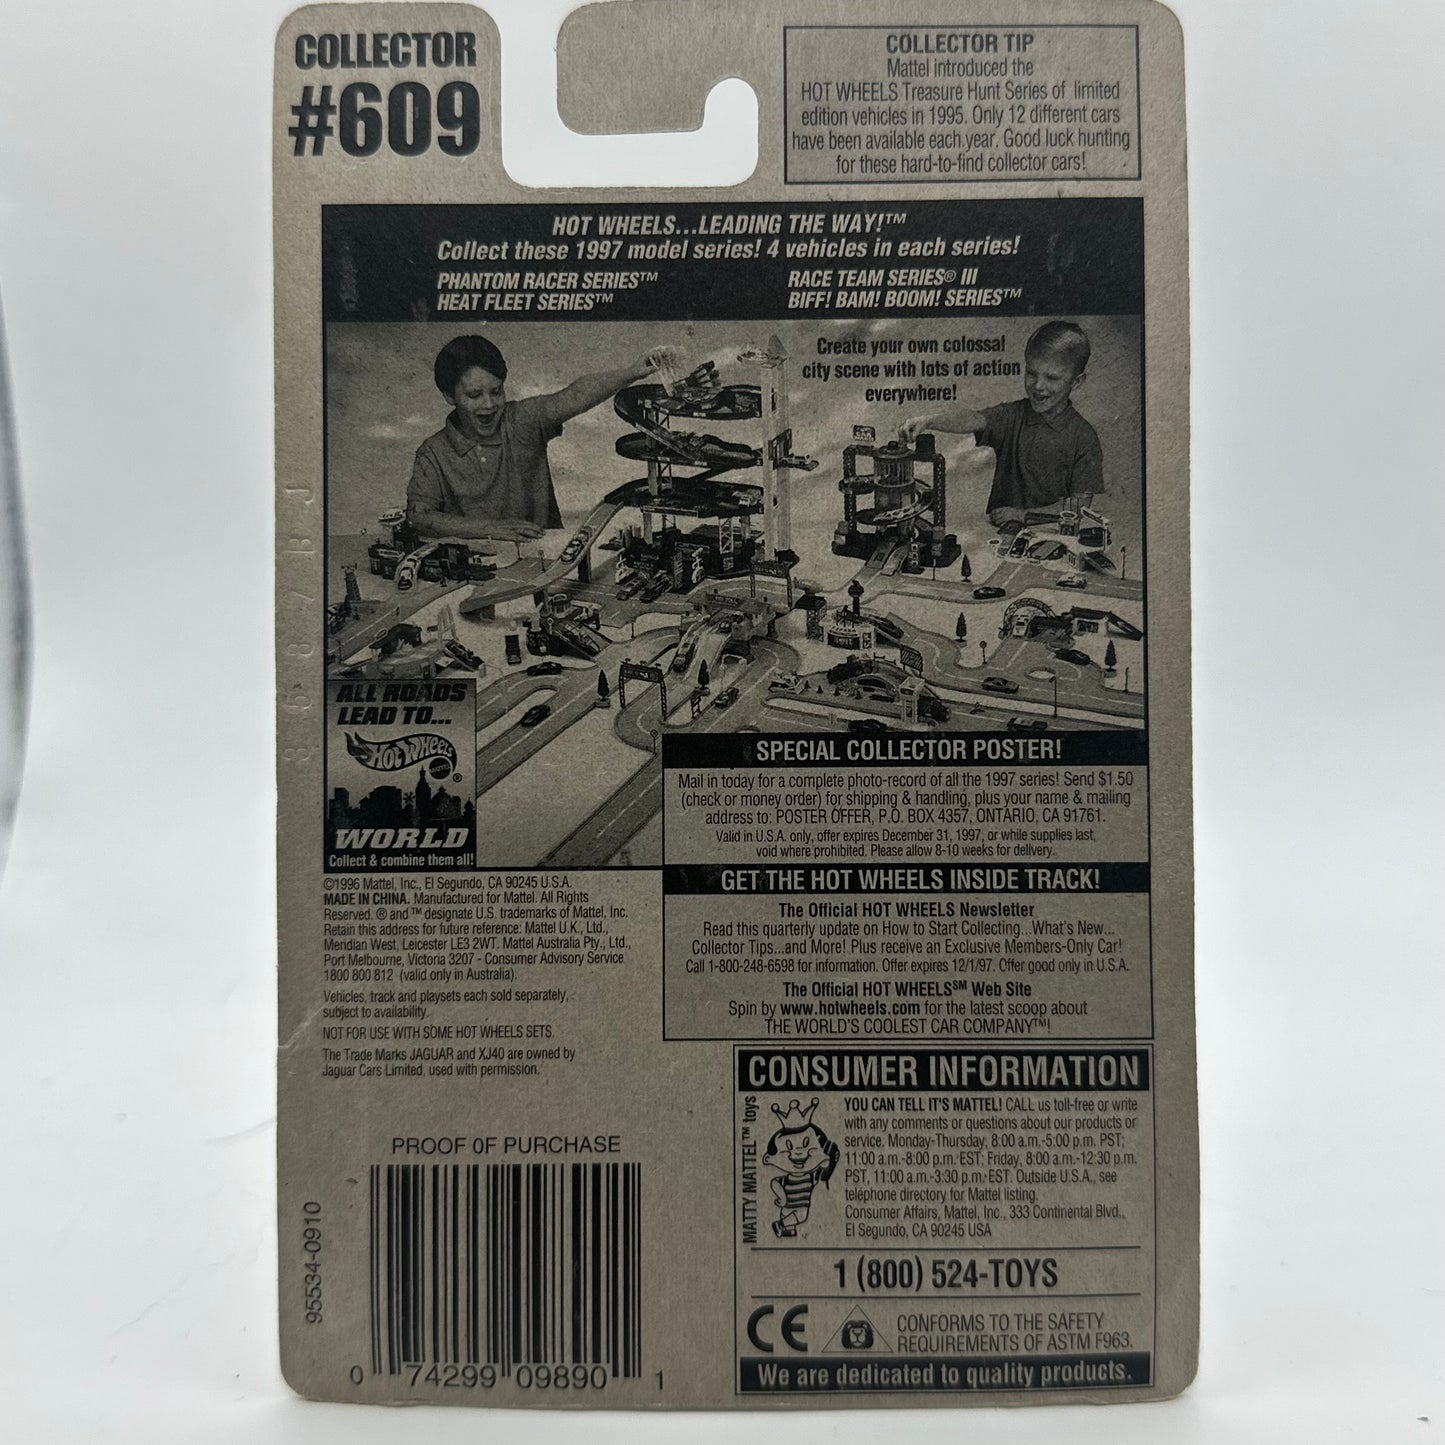 COLLECTOR
#609
COLLECTOR TIP
Mattel introduced the
HOT WHEELS Treasure Hunt Series of limited
edition vehicles in 1995. Only 12 different cars
have been available each year. Good luck hunting
for these hard-to-find collector cars!
HOT WHEELS...LEADING THE WAY!™
Collect these 1997 model series! 4 vehicles in each series!
PHANTOM RACER SERIES™
HEAT FLEET SERIES™
RACE TEAM SERIES® III
BIFF! BAM! BOOM! SERIES™
Create your own colossal
city scene with lots of action
everywhere!
ALL ROADS
LEAD TO...
HOT WHEELS
MATTEL
®
WORLD
Collect & combine them all!
SPECIAL COLLECTOR POSTER!
Mail in today for a complete photo-record of all the 1997 series! Send $1.50
(check or money order) for shipping & handling, plus your name & mailing
address to: POSTER OFFER, P.O. BOX 4357, ONTARIO, CA 91761.
Valid in U.S.A. only, offer expires December 31, 1997, or while supplies last,
void where prohibited. Please allow 8-10 weeks for delivery.
GET THE HOT WHEELS INSIDE TRACK!
The Official HOT WHEELS Newsletter
Read this quarterly update on How to Start Collecting...What's New...
Collector Tips...and More! Plus receive an Exclusive Members-Only Car!
Call 1-800-248-6598 for information. Offer expires 12/1/97. Offer good only in U.S.A.
The Official HOT WHEELS℠ Web Site
Spin by www.hotwheels.com for the latest scoop about
THE WORLD'S COOLEST CAR COMPANY™!
©1996 Mattel, Inc., El Segundo, CA 90245 U.S.A.
MADE IN CHINA. Manufactured for Mattel. All Rights
Reserved. ® and ™ designate U.S. trademarks of Mattel, Inc.
Retain this address for future reference: Mattel U.K., Ltd.,
Meridian West, Leicester LE3 2WT. Mattel Australia Pty., Ltd.,
Port Melbourne, Victoria 3207 - Consumer Advisory Service
1800 800 812 (valid only in Australia).
Vehicles, track and playsets each sold separately,
subject to availability.
NOT FOR USE WITH SOME HOT WHEELS SETS.
The Trade Marks JAGUAR and XJ40 are owned by
Jaguar Cars Limited, used with permission.
CONSUMER INFORMATION
MATTY MATTEL™ toys
YOU CAN TELL IT'S MATTEL! CALL us toll-free or write
with any comments or questions about our products or
service. Monday-Thursday, 8:00 a.m.-5:00 p.m. PST;
11:00 a.m.-8:00 p.m. EST; Friday, 8:00 a.m.-12:30 p.m.
PST, 11:00 a.m.-3:30 p.m. EST. Outside U.S.A., see
telephone directory for Mattel listing.
Consumer Affairs, Mattel, Inc., 333 Continental Blvd.,
El Segundo, CA 90245 USA
1 (800) 524-TOYS
CE
CONFORMS TO THE SAFETY
REQUIREMENTS OF ASTM F963.
We are dedicated to quality products.
PROOF OF PURCHASE
95534-0910
0 74299 09890 1